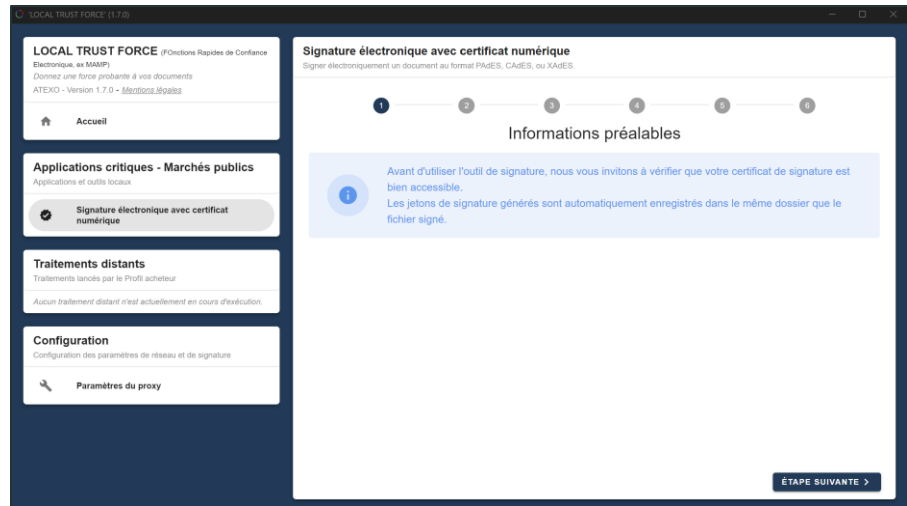 'LOCAL TRUST FORCE' (1.7.0)
LOCAL TRUST FORCE (FOnctions Rapides de Confiance
Electronique, ex MAMP)
Donnez une force probante à vos documents
ATEXO - Version 1.7.0 - Mentions légales
Accueil
Applications critiques - Marchés publics
Applications et outils locaux
Signature électronique avec certificat
numérique
Traitements distants
Traitements lancés par le Profil acheteur
Aucun traitement distant n'est actuellement en cours d'exécution.
Configuration
Configuration des paramètres de réseau et de signature
Paramètres du proxy
Signature électronique avec certificat numérique
Signer électroniquement un document au format PAdES, CAdES, ou XAdES.
1 2 3 4 5 6
Informations préalables
Avant d'utiliser l'outil de signature, nous vous invitons à vérifier que votre certificat de signature est
bien accessible.
Les jetons de signature générés sont automatiquement enregistrés dans le même dossier que le
fichier signé.
ÉTAPE SUIVANTE >